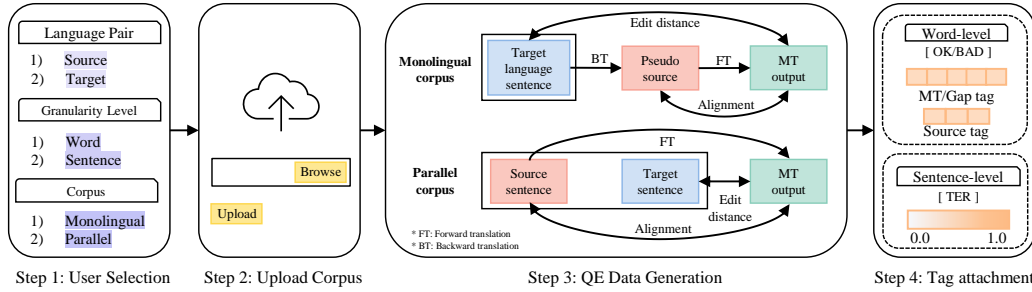 Language Pair
1) Source
2) Target
Granularity Level
1) Word
2) Sentence
Corpus
1) Monolingual
2) Parallel
Step 1: User Selection
Browse
Upload
Step 2: Upload Corpus
Edit distance
Monolingual
corpus
Target
language
sentence
BT
Pseudo
source
FT
MT
output
Alignment
FT
Parallel
corpus
Source
sentence
Target
sentence
MT
output
Edit
distance
Alignment
* FT: Forward translation
* BT: Backward translation
Step 3: QE Data Generation
Word-level
[ OK/BAD ]
MT/Gap tag
Source tag
Sentence-level
[ TER ]
0.0 1.0
Step 4: Tag attachment